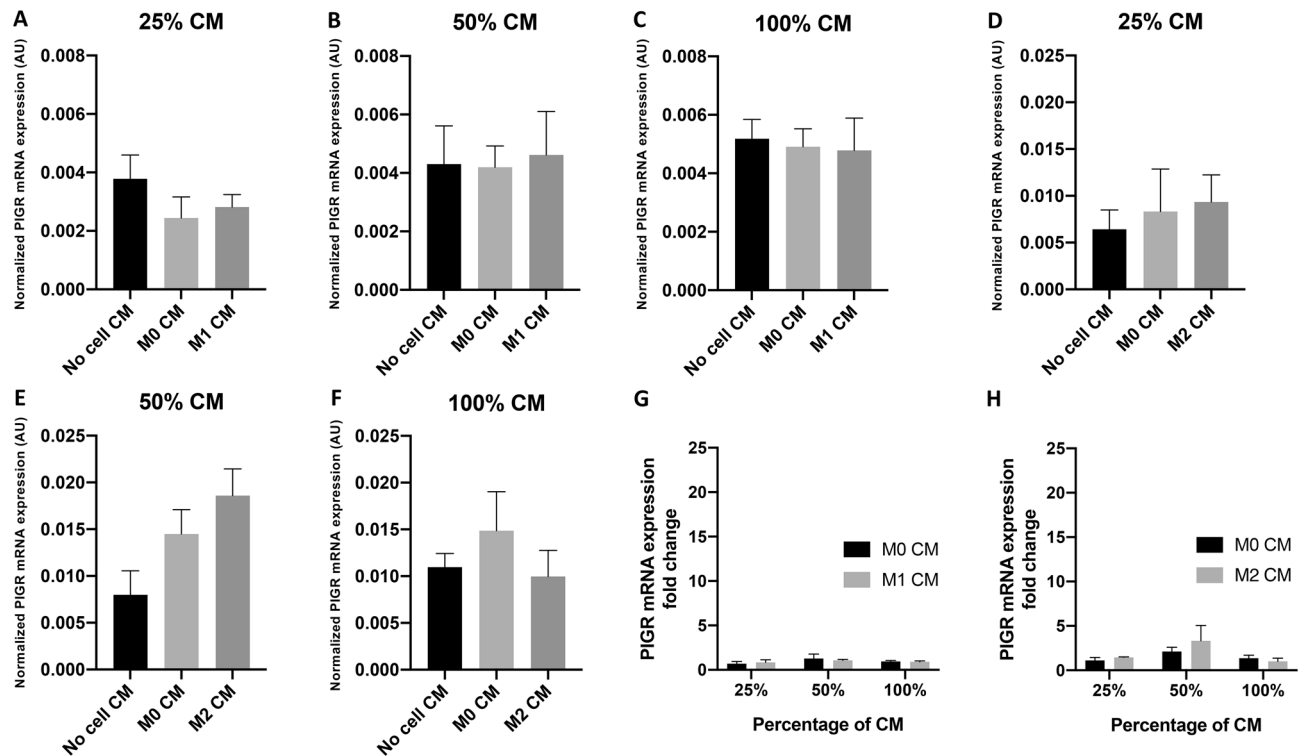 A
25% CM
Normalized PIGR mRNA expression (AU)
0.008
0.006
0.004
0.002
0.000
No cell CM
M0 CM
M1 CM
B
50% CM
Normalized PIGR mRNA expression (AU)
0.008
0.006
0.004
0.002
0.000
No cell CM
M0 CM
M1 CM
C
100% CM
Normalized PIGR mRNA expression (AU)
0.008
0.006
0.004
0.002
0.000
No cell CM
M0 CM
M1 CM
D
25% CM
Normalized PIGR mRNA expression (AU)
0.025
0.020
0.015
0.010
0.005
0.000
No cell CM
M0 CM
M2 CM
E
50% CM
Normalized PIGR mRNA expression (AU)
0.025
0.020
0.015
0.010
0.005
0.000
No cell CM
M0 CM
M2 CM
F
100% CM
Normalized PIGR mRNA expression (AU)
0.025
0.020
0.015
0.010
0.005
0.000
No cell CM
M0 CM
M2 CM
G
PIGR mRNA expression
fold change
25
20
15
10
5
0
M0 CM
M1 CM
25% 50% 100%
Percentage of CM
H
PIGR mRNA expression
fold change
25
20
15
10
5
0
M0 CM
M2 CM
25% 50% 100%
Percentage of CM